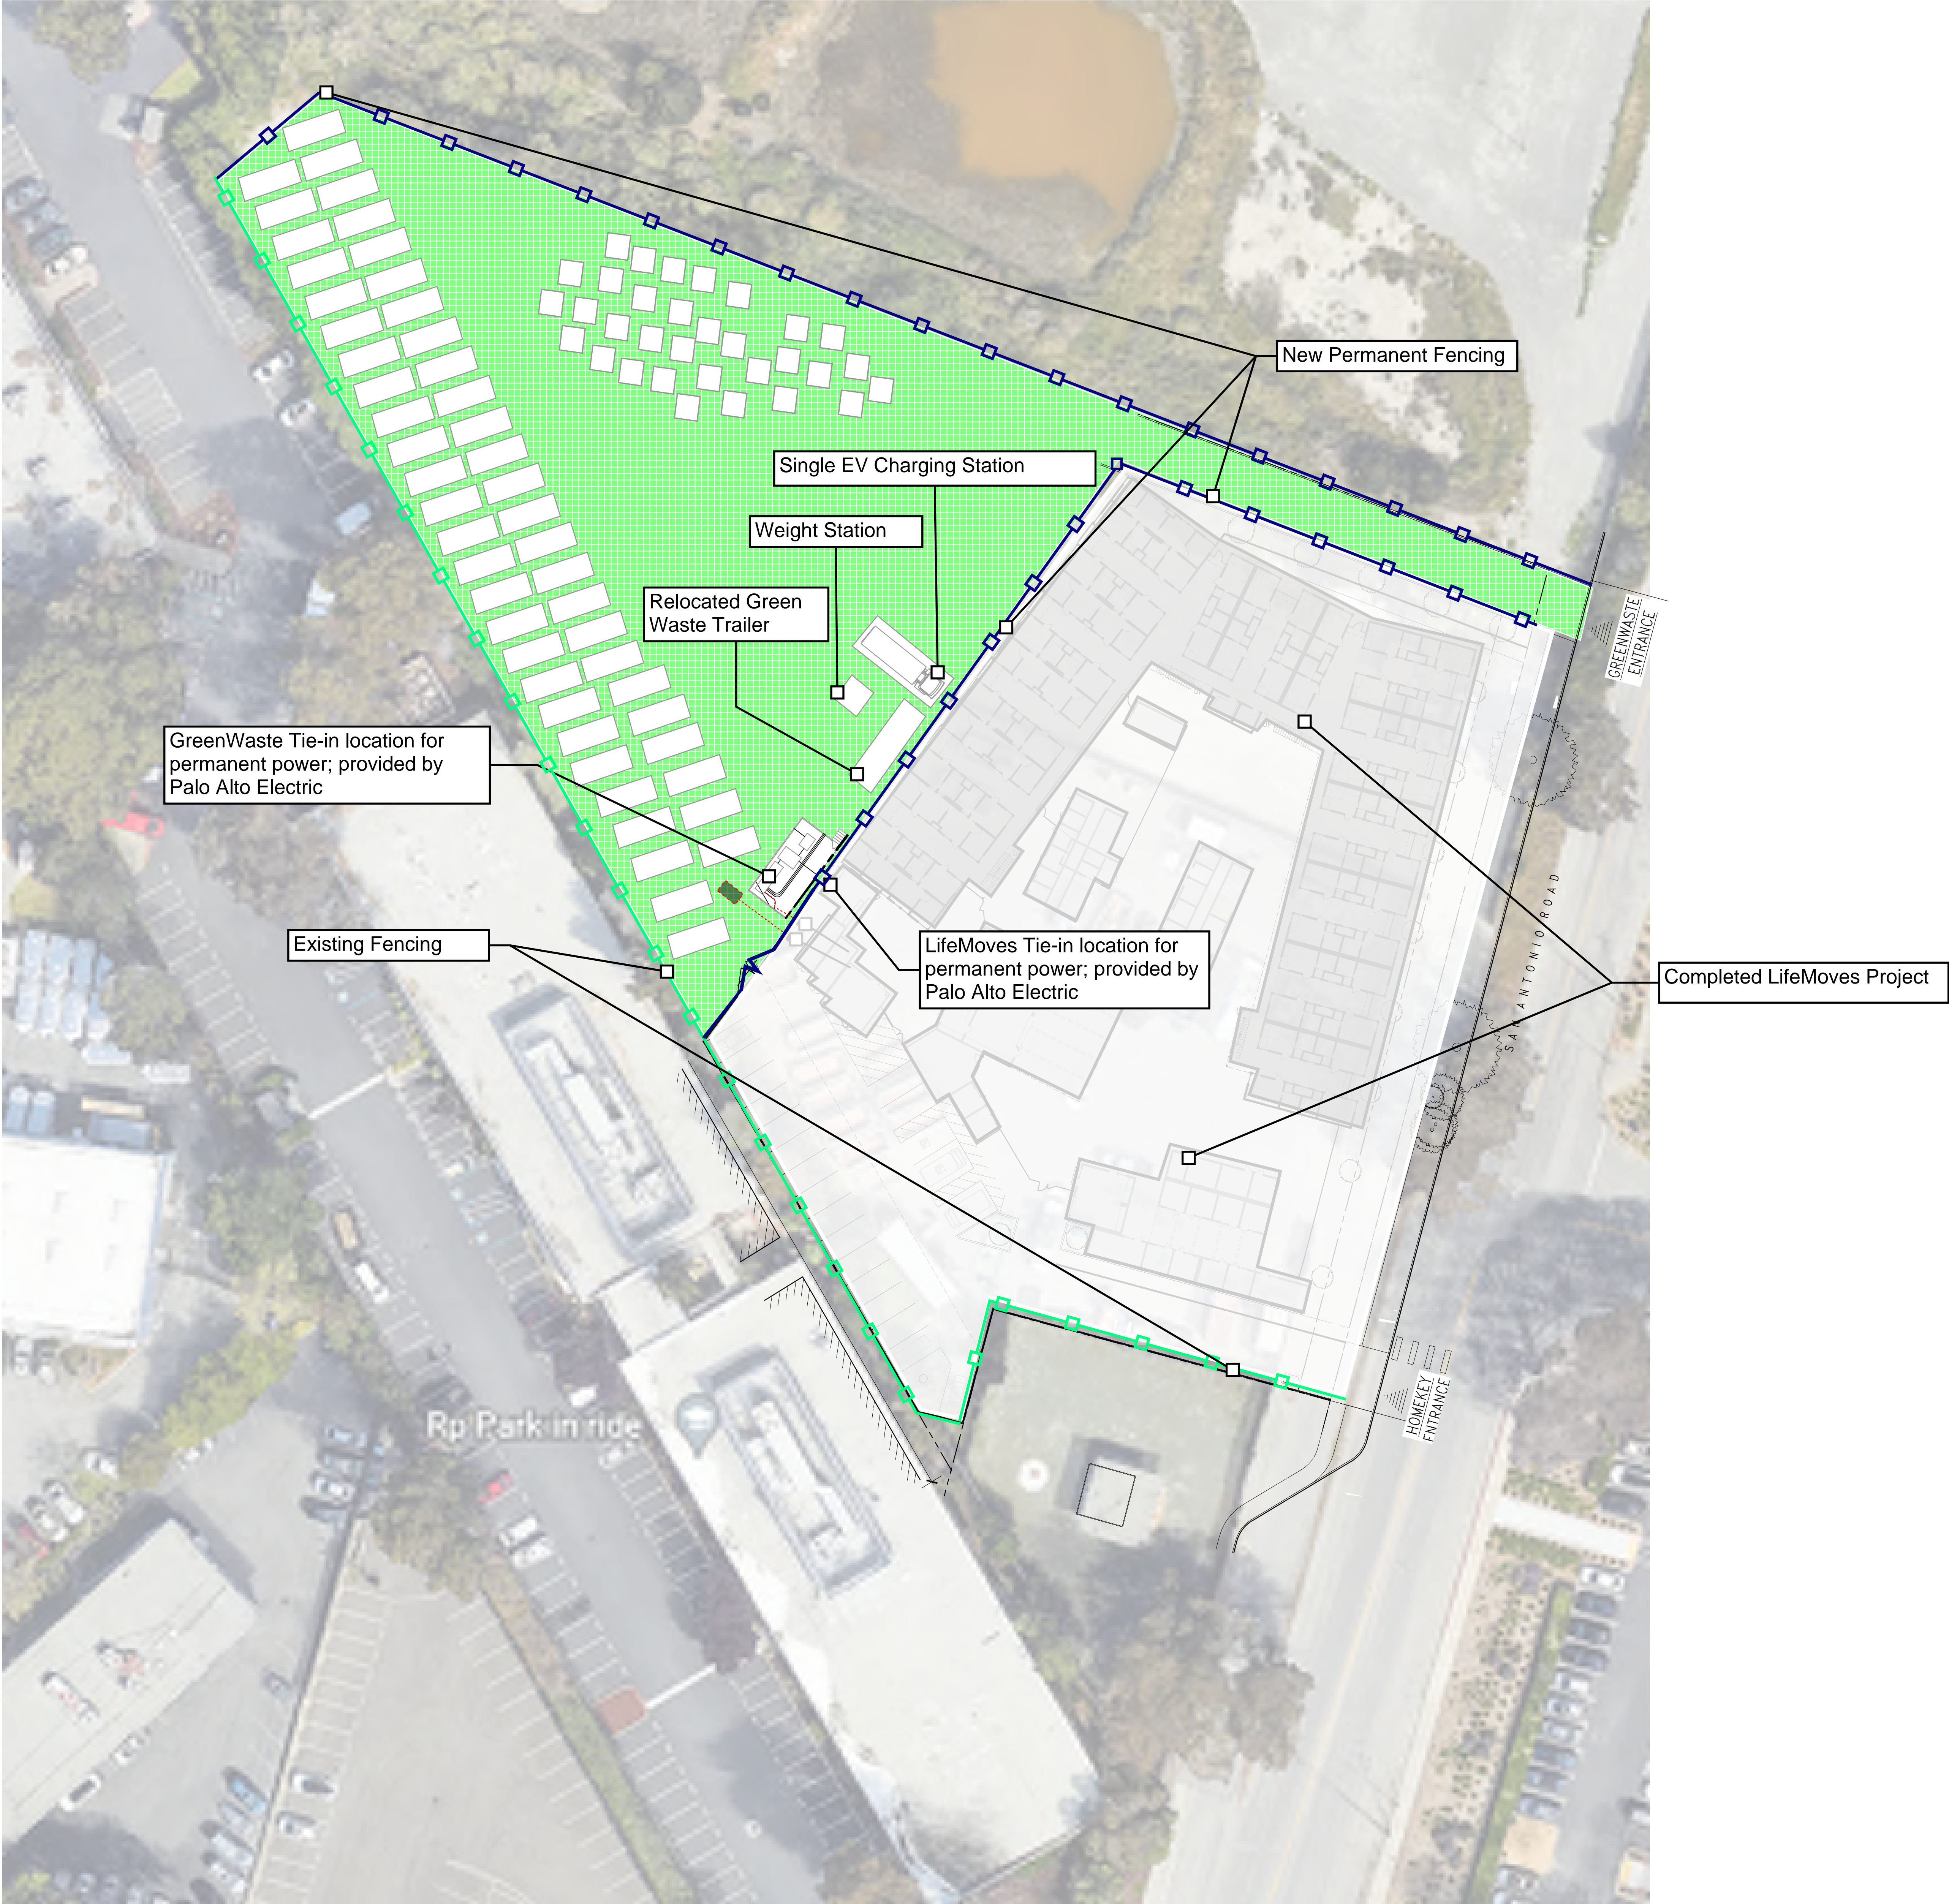 New Permanent Fencing
Single EV Charging Station
Weight Station
Relocated Green
Waste Trailer
GREENWASTE
ENTRANCE
GreenWaste Tie-in location for
permanent power; provided by
Palo Alto Electric
Existing Fencing
LifeMoves Tie-in location for
permanent power; provided by
Palo Alto Electric
SAN ANTONIO ROAD
Completed LifeMoves Project
HOMEKEY
ENTRANCE
Rp Park in ride